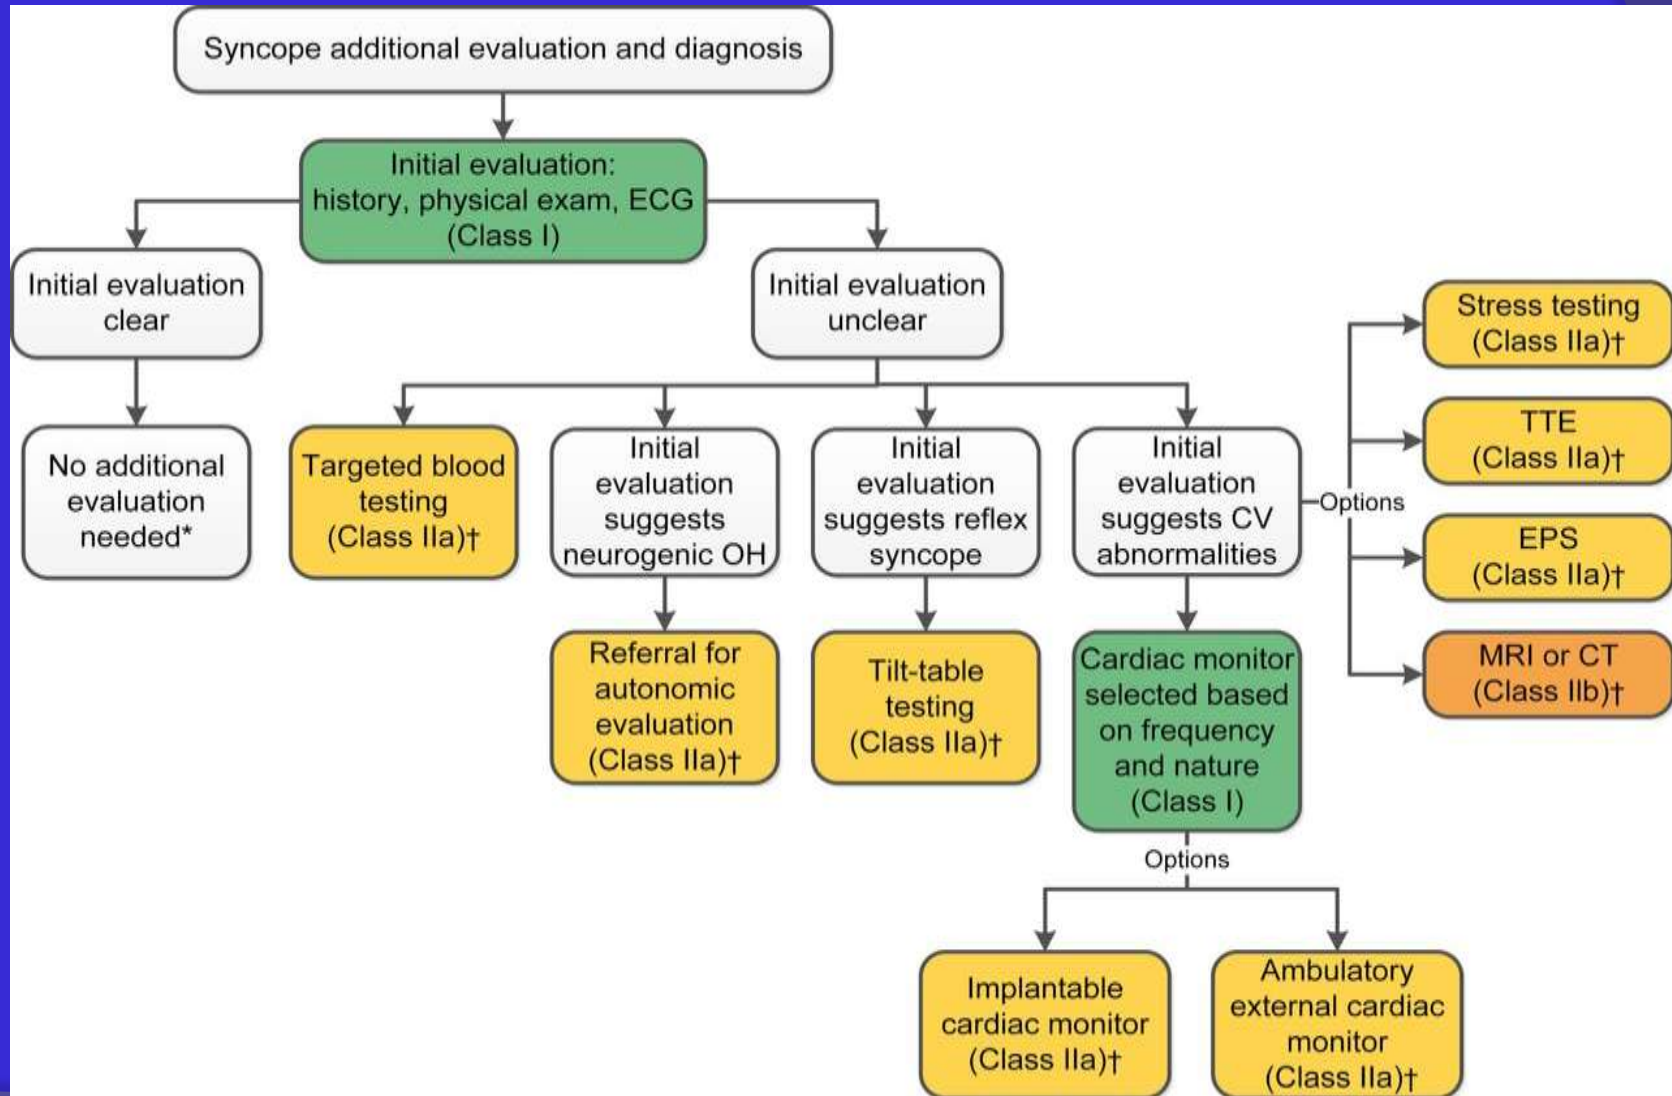 Syncope additional evaluation and diagnosis
Initial evaluation:
history, physical exam, ECG
(Class I)
Initial evaluation
clear
Initial evaluation
unclear
No additional
evaluation
needed*
Targeted blood
testing
(Class IIa)†
Initial
evaluation
suggests
neurogenic OH
Initial
evaluation
suggests reflex
syncope
Initial
evaluation
suggests CV
abnormalities
Options
Stress testing
(Class IIa)†
TTE
(Class IIa)†
EPS
(Class IIa)†
MRI or CT
(Class IIb)†
Referral for
autonomic
evaluation
(Class IIa)†
Tilt-table
testing
(Class IIa)†
Cardiac monitor
selected based
on frequency
and nature
(Class I)
Options
Implantable
cardiac monitor
(Class IIa)†
Ambulatory
external cardiac
monitor
(Class IIa)†